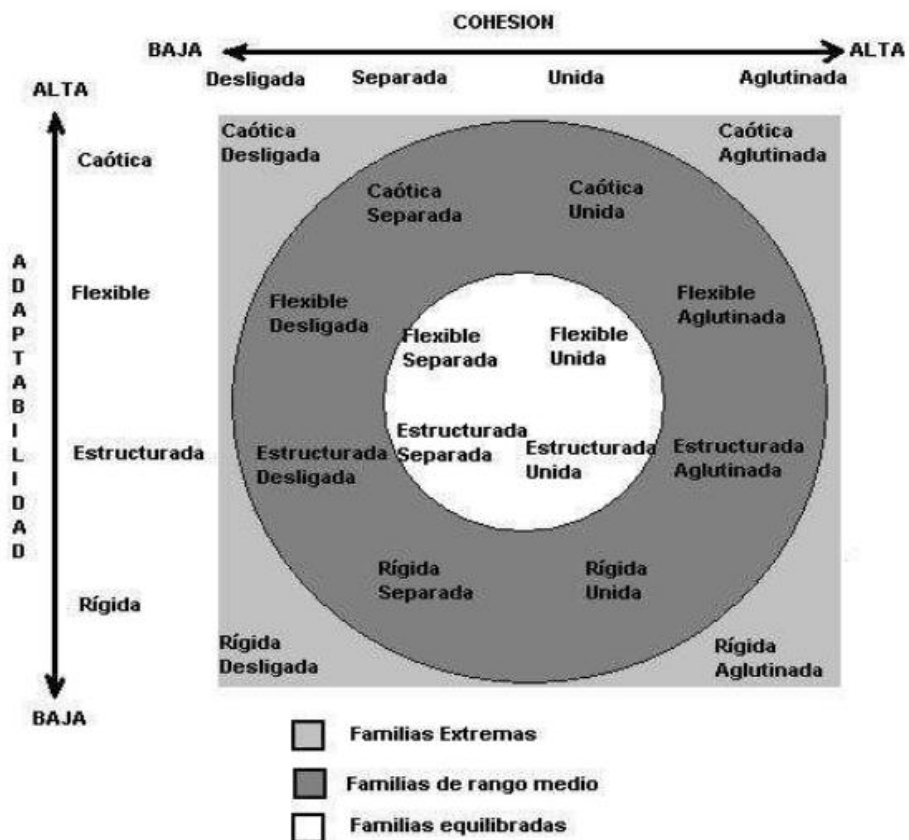 COHESION
BAJA ALTA
Desligada Separada Unida Aglutinada
ALTA
Caótica
Flexible
Estructurada
Rígida
BAJA
ADAPTABILIDAD
Caótica
Desligada
Caótica
Aglutinada
Caótica
Separada
Caótica
Unida
Flexible
Desligada
Flexible
Separada
Flexible
Unida
Flexible
Aglutinada
Estructurada
Desligada
Estructurada
Separada
Estructurada
Unida
Estructurada
Aglutinada
Rígida
Separada
Rígida
Unida
Rígida
Desligada
Rígida
Aglutinada
Familias Extremas
Familias de rango medio
Familias equilibradas